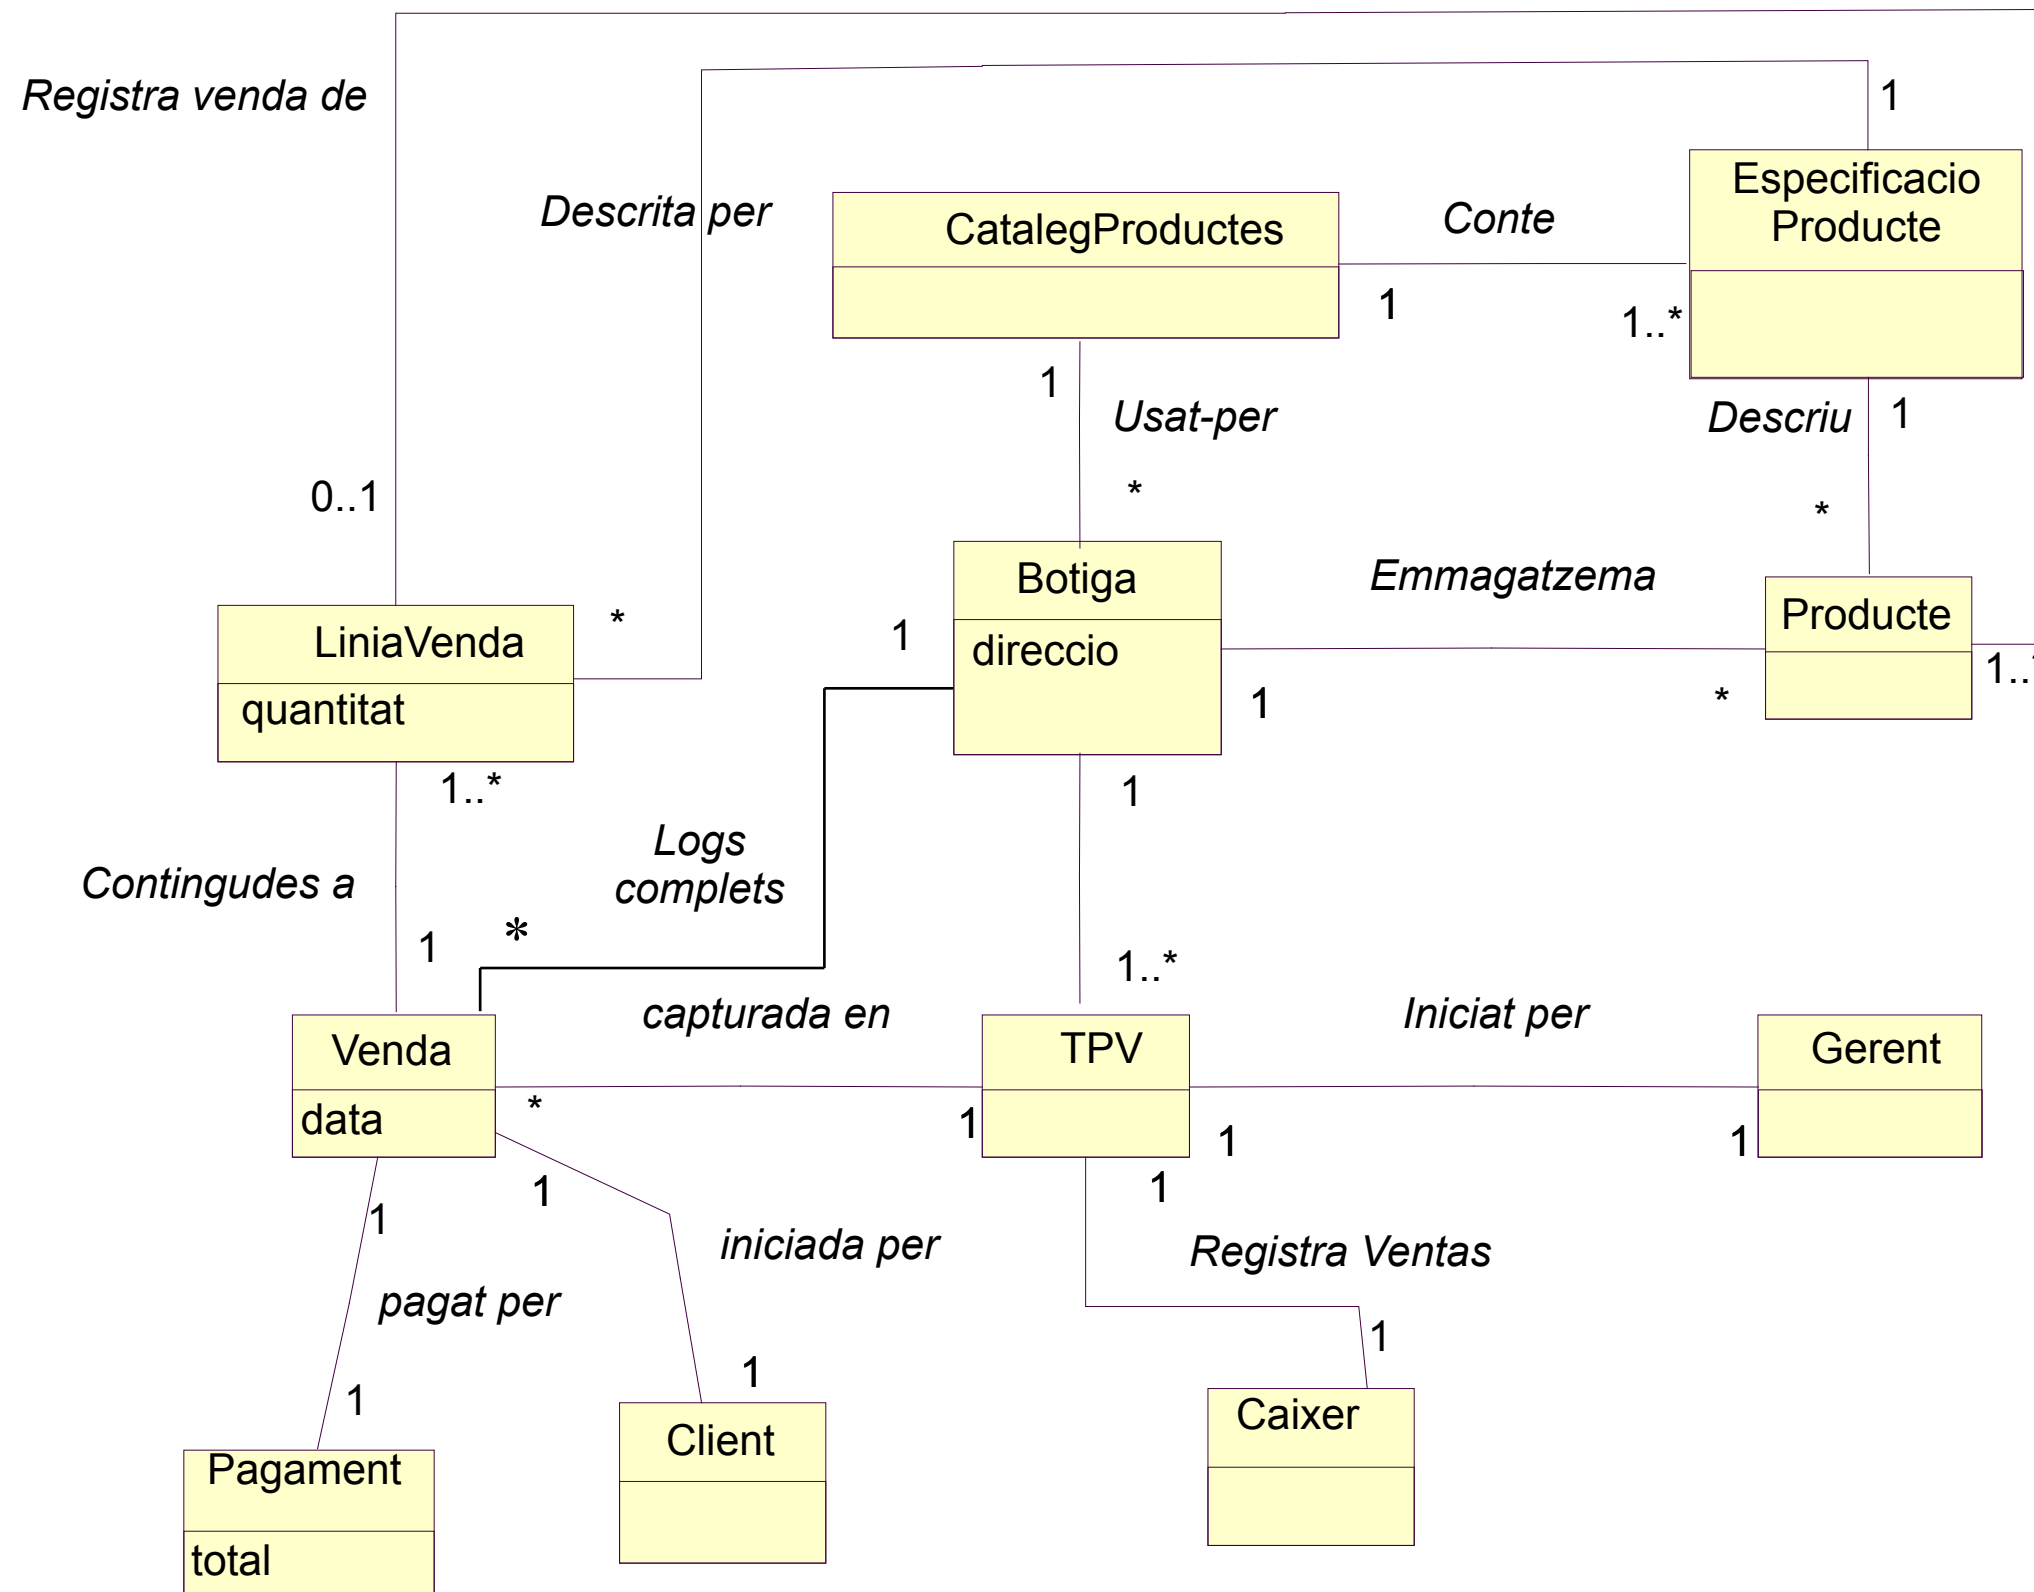 Registra venda de
1
Especificacio
Producte
Descrita per
CatalegProductes
Conte
1
1..*
1
Usat-per
Descriu
1
0..1
*
*
Botiga
Emmagatzema
Producte
*
LiniaVenda
1
direccio
1..
quantitat
1
*
1..*
1
Logs
complets
Contingudes a
*
1
1..*
capturada en
Iniciat per
Venda
TPV
Gerent
data
*
1
1
1
1
1
1
iniciada per
Registra Ventas
pagat per
1
1
1
Client
Caixer
Pagament
total